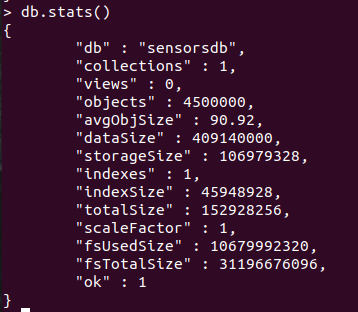 > db.stats()
{
"db" : "sensorsdb",
"collections" : 1,
"views" : 0,
"objects" : 4500000,
"avgObjSize" : 90.92,
"dataSize" : 409140000,
"storageSize" : 106979328,
"indexes" : 1,
"indexSize" : 45948928,
"totalSize" : 152928256,
"scaleFactor" : 1,
"fsUsedSize" : 10679992320,
"fsTotalSize" : 31196676096,
"ok" : 1
}